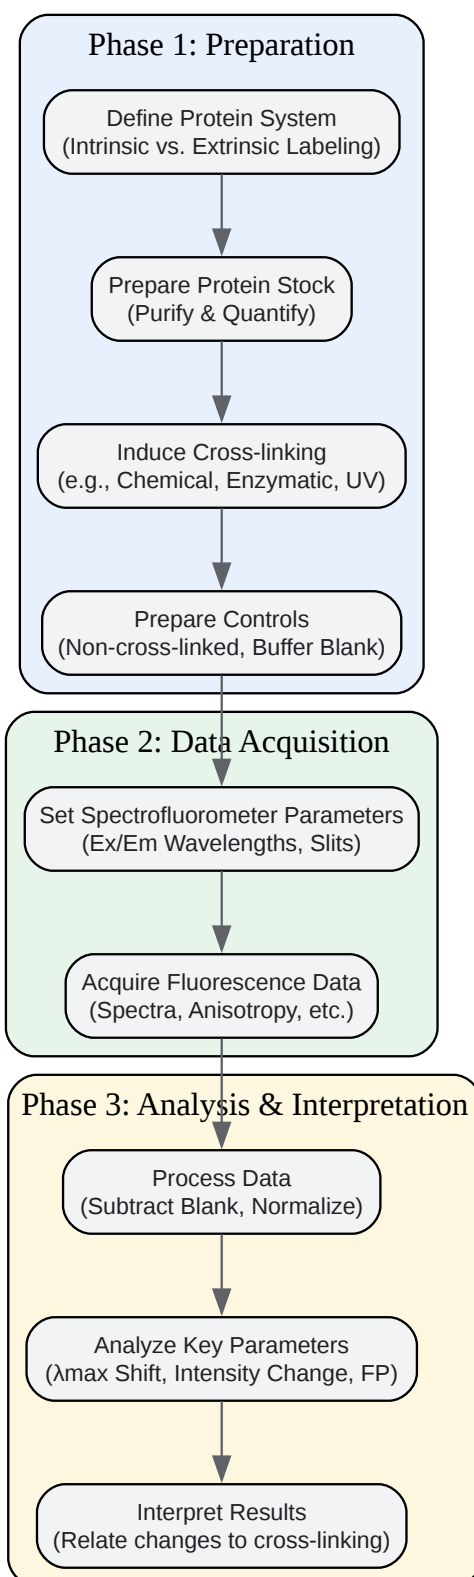 Phase 1: Preparation
Define Protein System
(Intrinsic vs. Extrinsic Labeling)
Prepare Protein Stock
(Purify & Quantify)
Induce Cross-linking
(e.g., Chemical, Enzymatic, UV)
Prepare Controls
(Non-cross-linked, Buffer Blank)
Phase 2: Data Acquisition
Set Spectrofluorometer Parameters
(Ex/Em Wavelengths, Slits)
Acquire Fluorescence Data
(Spectra, Anisotropy, etc.)
Phase 3: Analysis & Interpretation
Process Data
(Subtract Blank, Normalize)
Analyze Key Parameters
(λmax Shift, Intensity Change, FP)
Interpret Results
(Relate changes to cross-linking)